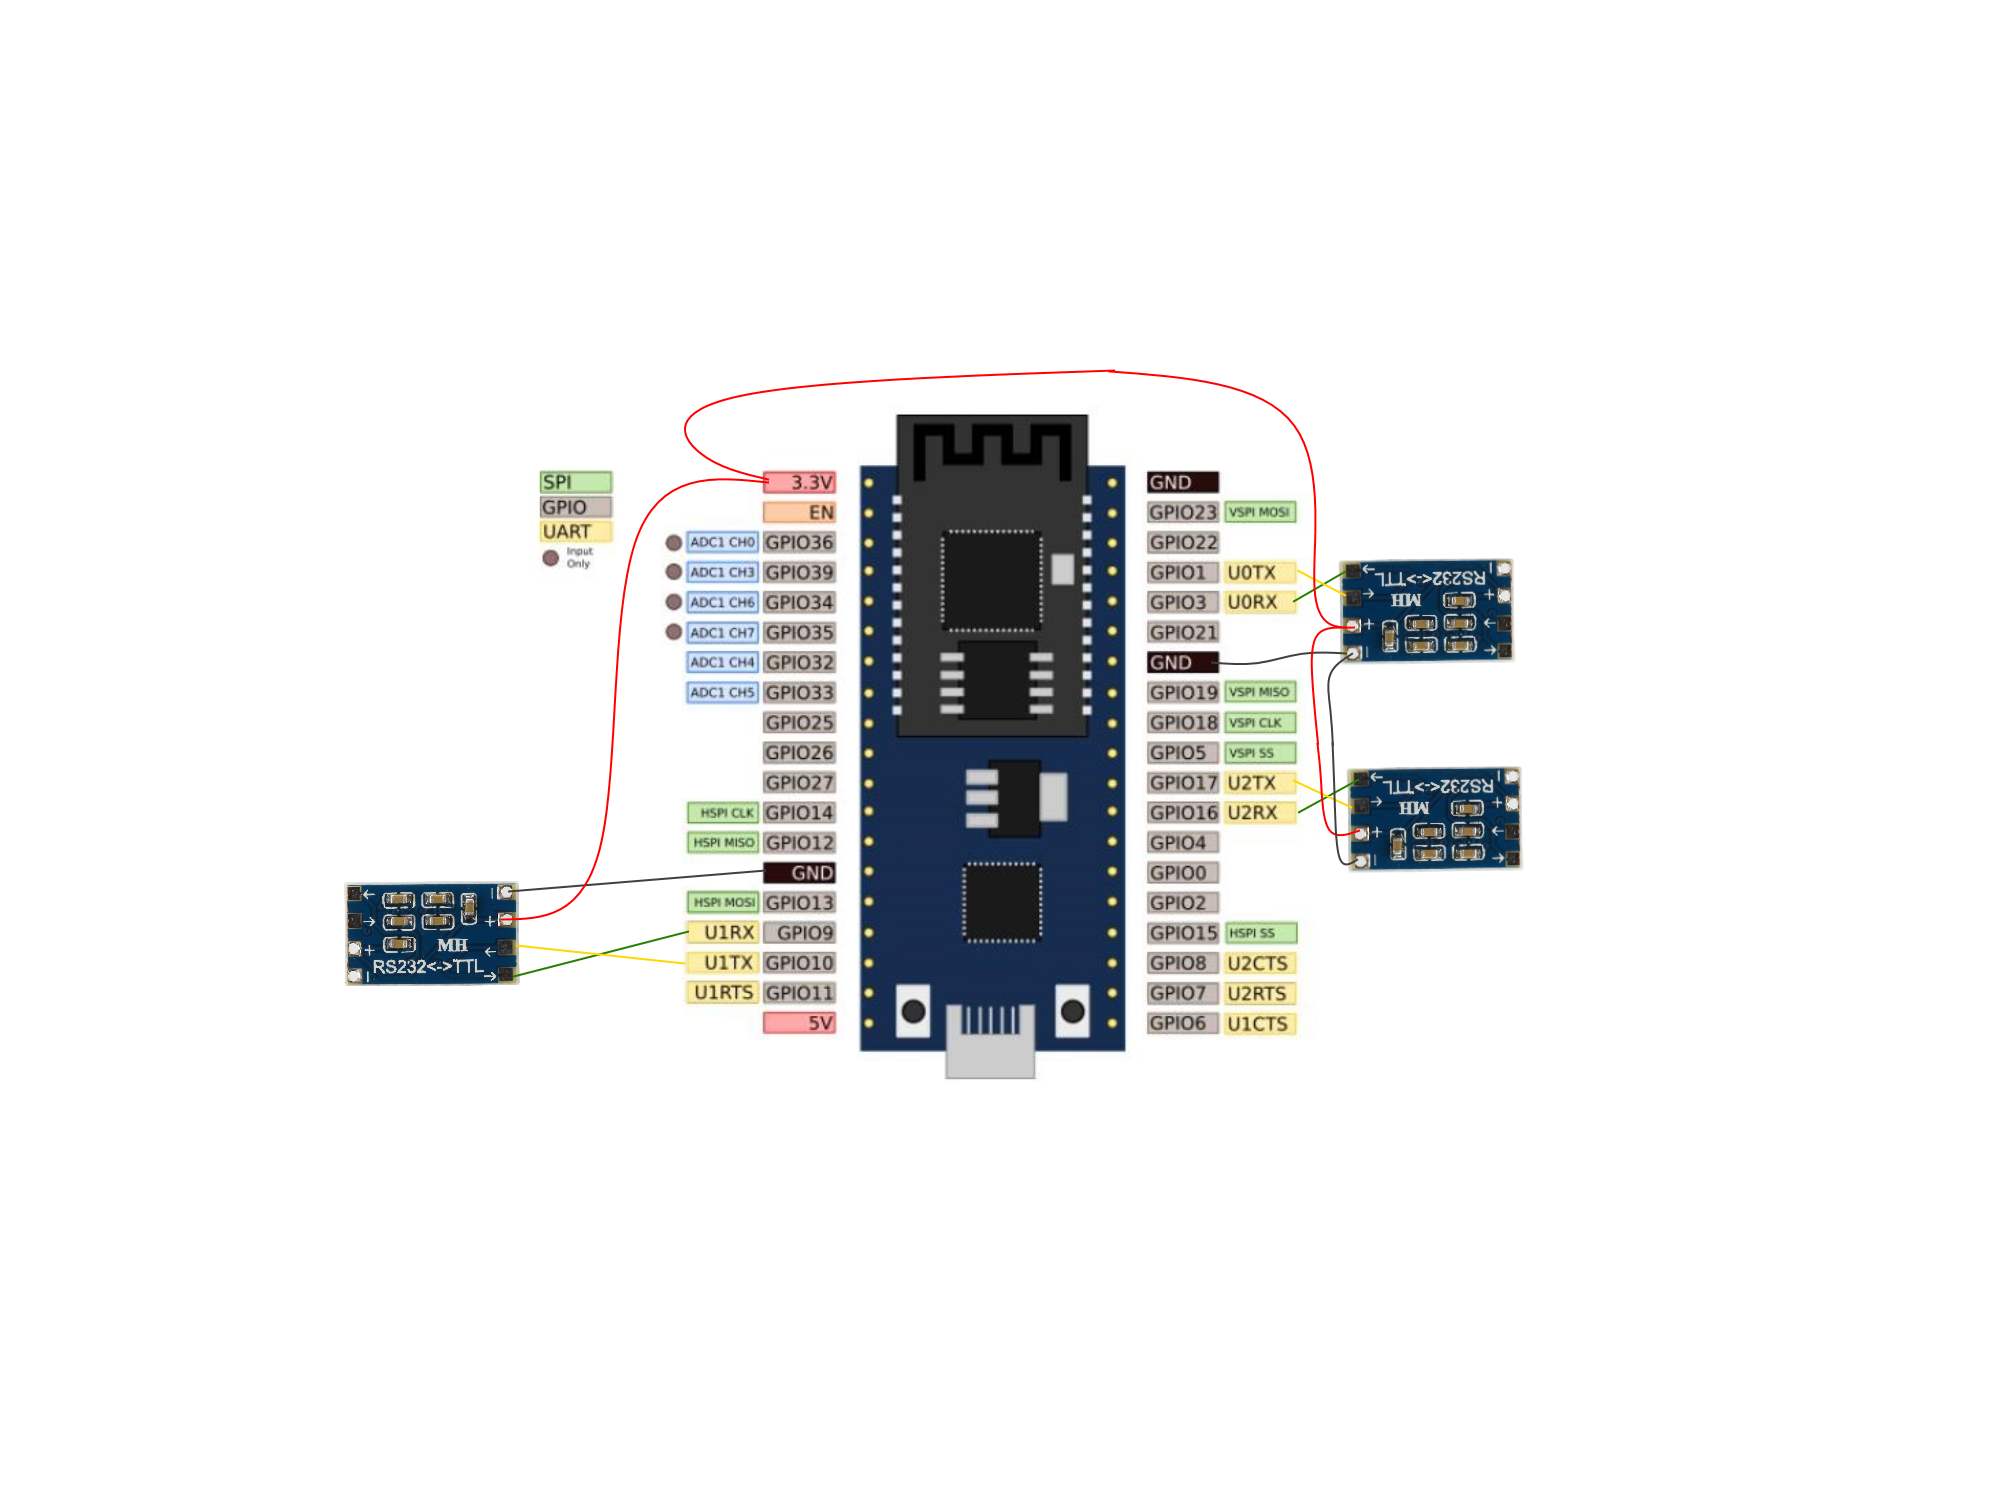 SPI
GPIO
UART
Input
Only
3.3V
EN
ADC1 CH0 GPIO36
ADC1 CH3 GPIO39
ADC1 CH6 GPIO34
ADC1 CH7 GPIO35
ADC1 CH4 GPIO32
ADC1 CH5 GPIO33
GPIO25
GPIO26
GPIO27
HSPI CLK GPIO14
HSPI MISO GPIO12
GND
HSPI MOSI GPIO13
U1RX GPIO9
U1TX GPIO10
U1RTS GPIO11
5V
GND
GPIO23 VSPI MOSI
GPIO22
GPIO1 U0TX
GPIO3 U0RX
GPIO21
GND
GPIO19 VSPI MISO
GPIO18 VSPI CLK
GPIO5 VSPI SS
GPIO17 U2TX
GPIO16 U2RX
GPIO4
GPIO0
GPIO2
GPIO15 HSPI SS
GPIO8 U2CTS
GPIO7 U2RTS
GPIO6 U1CTS
MH
RS232<->TTL
RS232<->TTL
MH
RS232<->TTL
MH